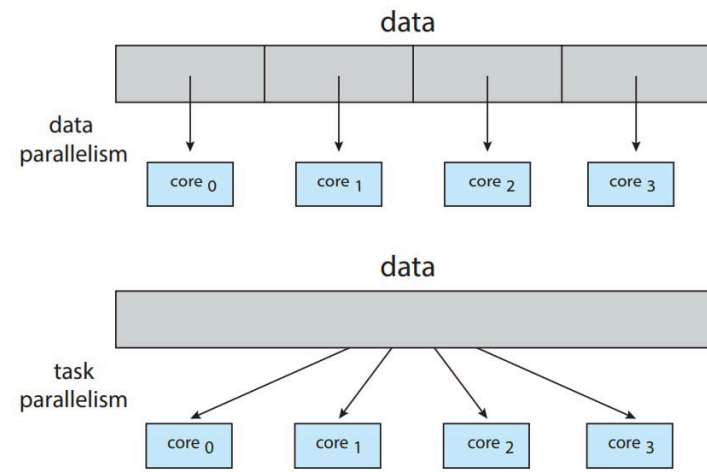 data
data
parallelism
core 0
core 1
core 2
core 3
data
task
parallelism
core 0
core 1
core 2
core 3